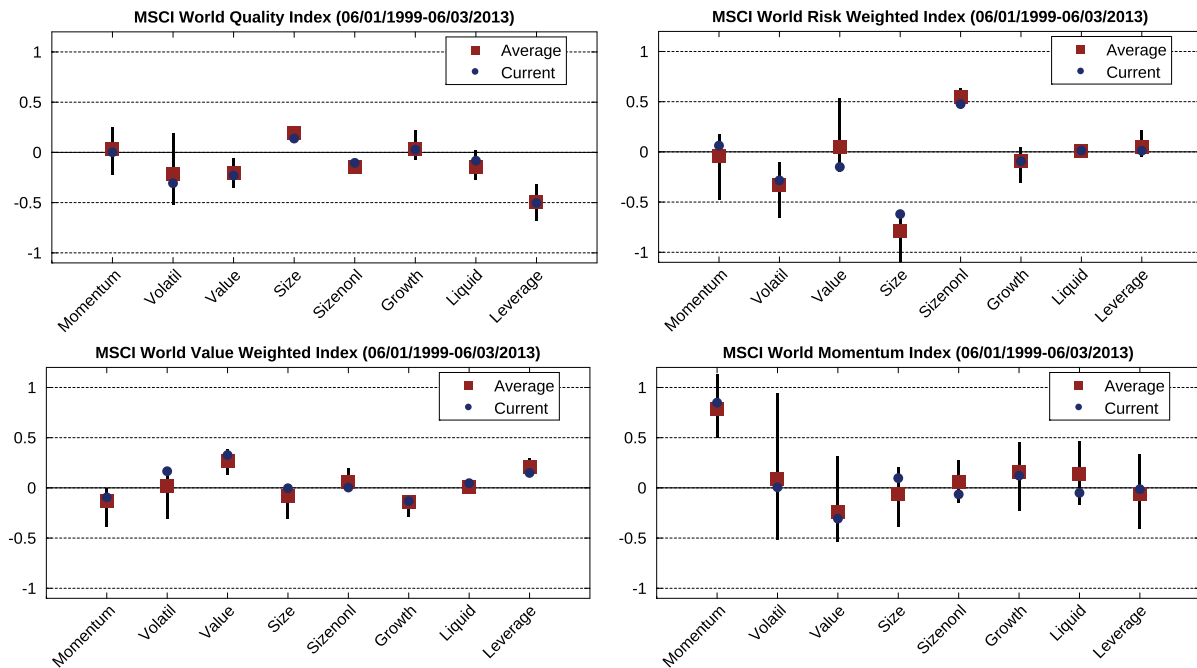 MSCI World Quality Index (06/01/1999-06/03/2013)
Average
Current
1
0.5
0
-0.5
-1
Momentum
Volatil
Value
Size
Sizenonl
Growth
Liquid
Leverage
MSCI World Risk Weighted Index (06/01/1999-06/03/2013)
Average
Current
1
0.5
0
-0.5
-1
Momentum
Volatil
Value
Size
Sizenonl
Growth
Liquid
Leverage
MSCI World Value Weighted Index (06/01/1999-06/03/2013)
Average
Current
1
0.5
0
-0.5
-1
Momentum
Volatil
Value
Size
Sizenonl
Growth
Liquid
Leverage
MSCI World Momentum Index (06/01/1999-06/03/2013)
Average
Current
1
0.5
0
-0.5
-1
Momentum
Volatil
Value
Size
Sizenonl
Growth
Liquid
Leverage